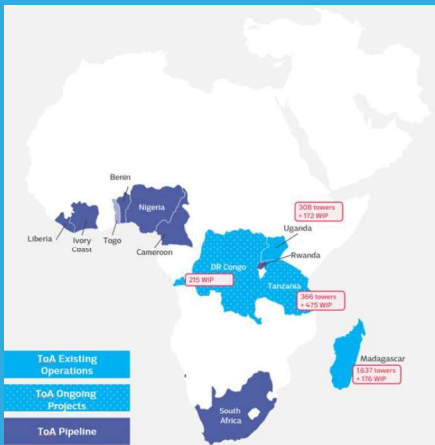 Benin
Nigeria
Liberia
Ivory
Coast
Togo
Cameroon
308 towers
+ 172 WIP
Uganda
Rwanda
DR Congo
215 WIP
Tanzania
366 towers
+ 475 WIP
Madagascar
1,637 towers
+ 176 WIP
South
Africa
ToA Existing
Operations
ToA Ongoing
Projects
ToA Pipeline